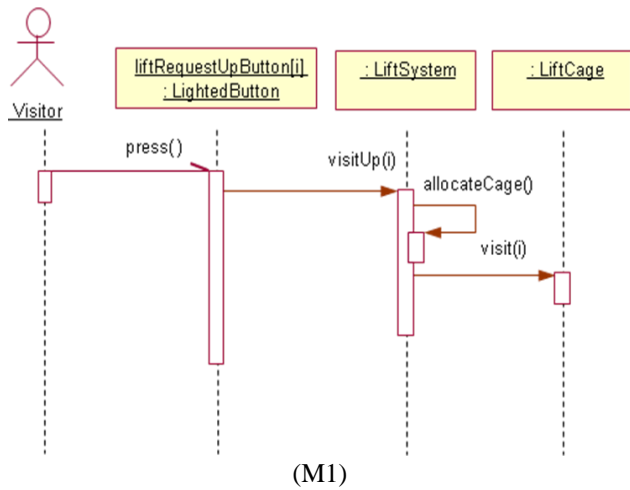 Visitor
liftRequestUpButton[i]
: LightedButton
: LiftSystem
: LiftCage
press()
visitUp(i)
allocateCage()
visit(i)
(M1)